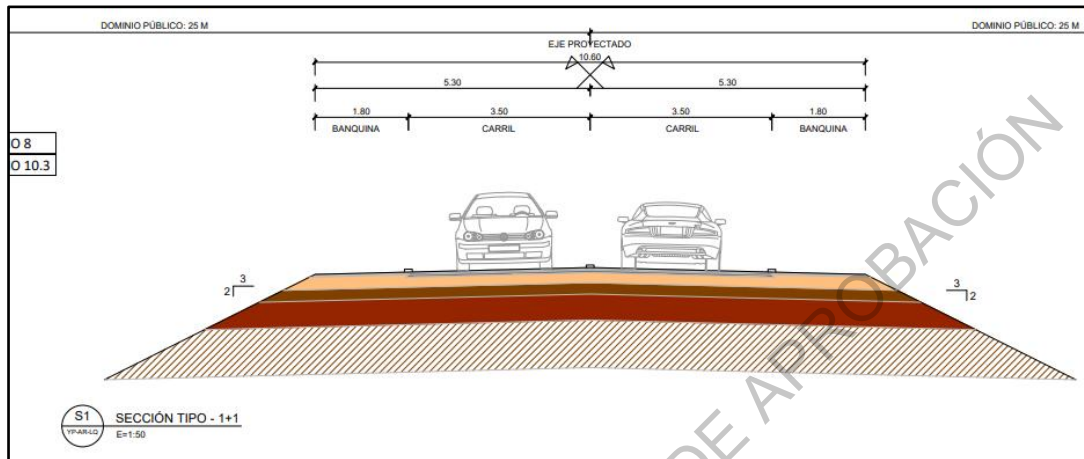 DOMINIO PÚBLICO: 25 M
DOMINIO PÚBLICO: 25 M
EJE PROYECTADO
10.60
5.30
5.30
1.80
3.50
3.50
1.80
BANQUINA
CARRIL
CARRIL
BANQUINA
O 8
O 10.3
3
2
3
2
DE APROBACIÓN
S1
YP-AR-LQ
SECCIÓN TIPO - 1+1
E=1:50